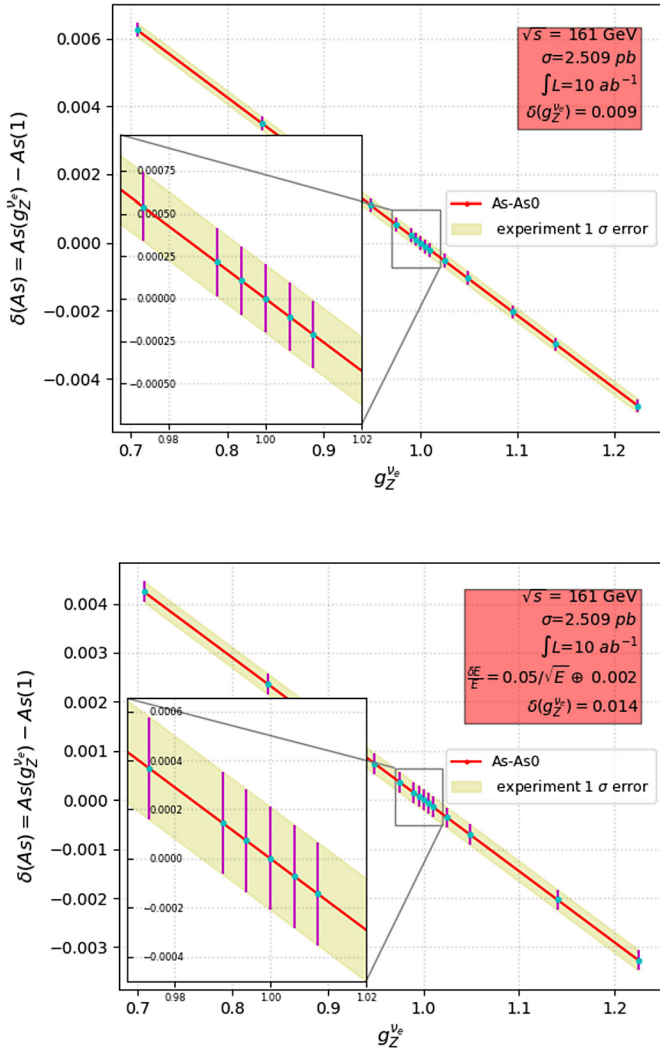 0.006
0.004
0.002
0.000
−0.002
−0.004
δ(As) = As(g_Z^{ν_e}) − As(1)
√s = 161 GeV
σ=2.509 pb
∫L=10 ab⁻¹
δ(g_Z^{ν_e}) = 0.009
As-As0
experiment 1 σ error
0.00075
0.00050
0.00025
0.00000
−0.00025
−0.00050
0.98
1.00
1.02
0.7
0.8
0.9
1.0
1.1
1.2
g_Z^{ν_e}
0.004
0.003
0.002
0.001
0.000
−0.001
−0.002
−0.003
δ(As) = As(g_Z^{ν_e}) − As(1)
√s = 161 GeV
σ=2.509 pb
∫L=10 ab⁻¹
δE/E = 0.05/√E ⊕ 0.002
δ(g_Z^{ν_e}) = 0.014
As-As0
experiment 1 σ error
0.0006
0.0004
0.0002
0.0000
−0.0002
−0.0004
0.98
1.00
1.02
0.7
0.8
0.9
1.0
1.1
1.2
g_Z^{ν_e}